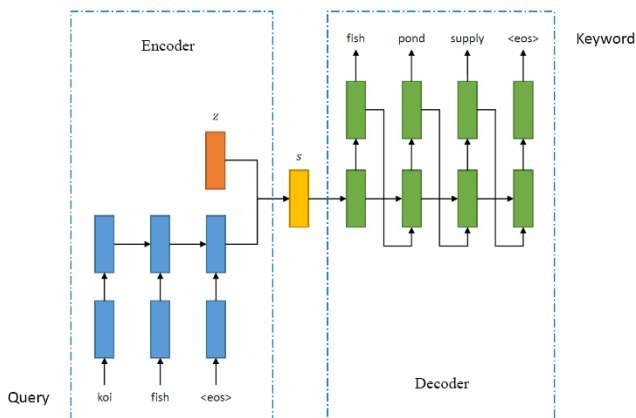 Encoder
fish pond supply <eos> Keyword
z
s
Decoder
Query koi fish <eos>